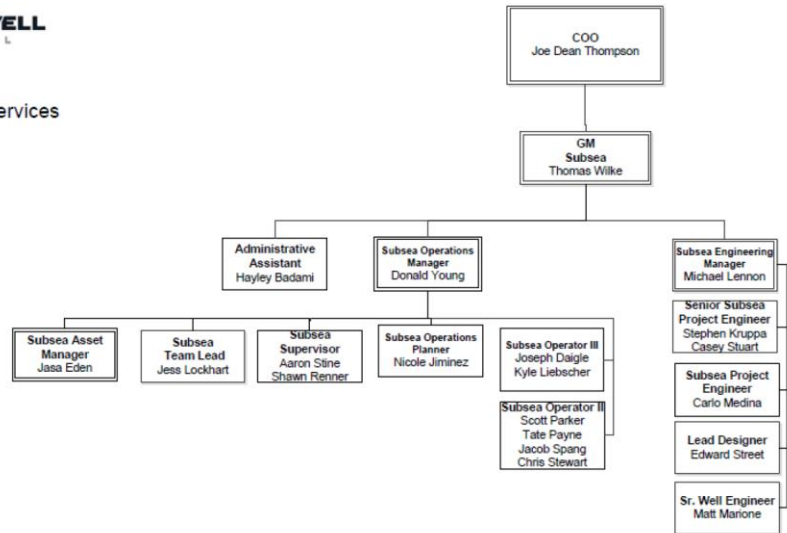 COO
Joe Dean Thompson
GM
Subsea
Thomas Wilke
Administrative
Assistant
Hayley Badami
Subsea Operations
Manager
Donald Young
Subsea Engineering
Manager
Michael Lennon
Subsea Asset
Manager
Jasa Eden
Subsea
Team Lead
Jess Lockhart
Subsea
Supervisor
Aaron Stine
Shawn Renner
Subsea Operations
Planner
Nicole Jiminez
Subsea Operator III
Joseph Daigle
Kyle Liebscher
Subsea Operator II
Scott Parker
Tate Payne
Jacob Spang
Chris Stewart
Senior Subsea
Project Engineer
Stephen Kruppa
Casey Stuart
Subsea Project
Engineer
Carlo Medina
Lead Designer
Edward Street
Sr. Well Engineer
Matt Marione